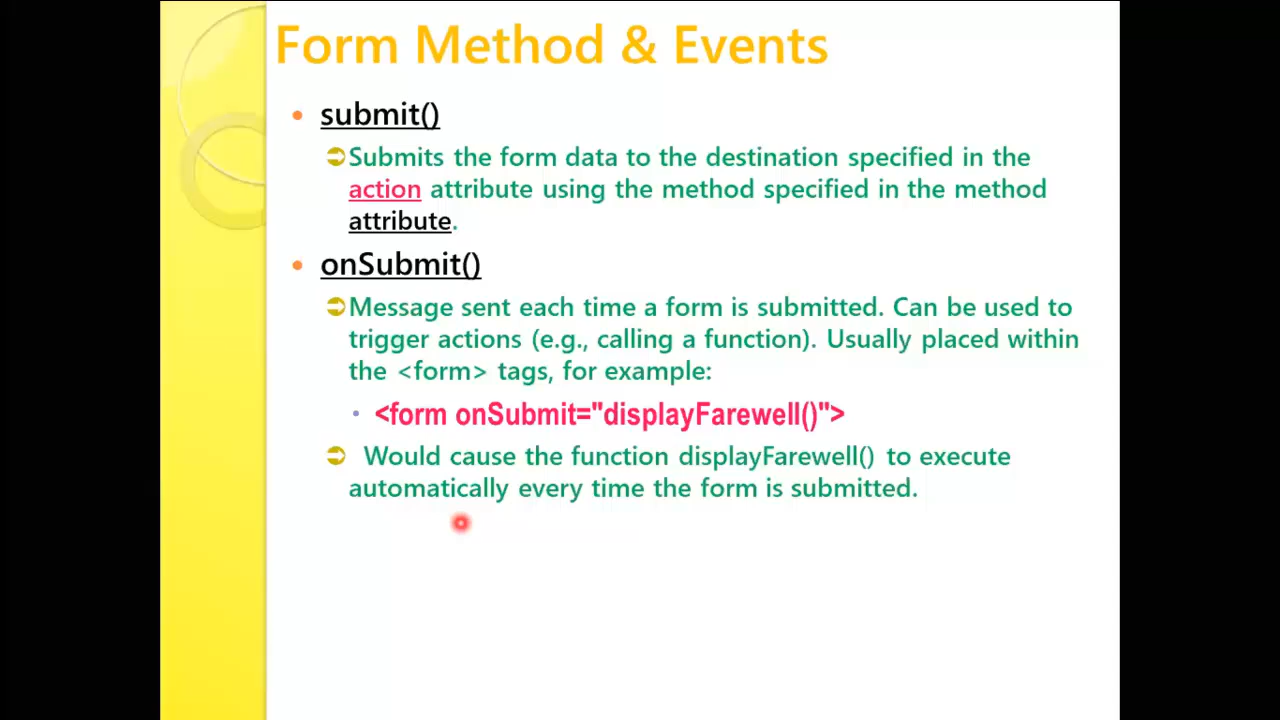 Form Method & Events
• submit()
➲Submits the form data to the destination specified in the
action attribute using the method specified in the method
attribute.
• onSubmit()
➲Message sent each time a form is submitted. Can be used to
trigger actions (e.g., calling a function). Usually placed within
the <form> tags, for example:
• <form onSubmit="displayFarewell()">
➲ Would cause the function displayFarewell() to execute
automatically every time the form is submitted.